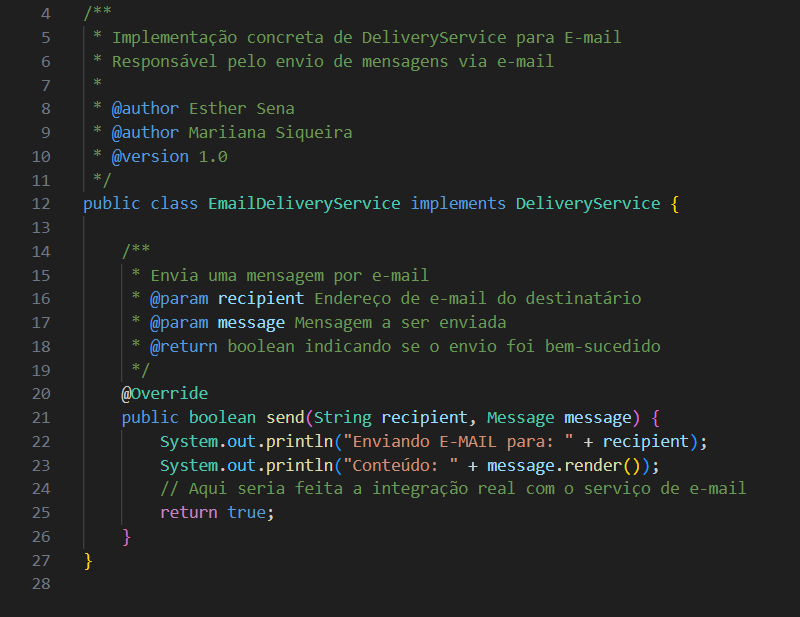 4 /**
5  * Implementação concreta de DeliveryService para E-mail
6  * Responsável pelo envio de mensagens via e-mail
7  *
8  * @author Esther Sena
9  * @author Mariiana Siqueira
10  * @version 1.0
11  */
12 public class EmailDeliveryService implements DeliveryService {
13
14     /**
15      * Envia uma mensagem por e-mail
16      * @param recipient Endereço de e-mail do destinatário
17      * @param message Mensagem a ser enviada
18      * @return boolean indicando se o envio foi bem-sucedido
19      */
20     @Override
21     public boolean send(String recipient, Message message) {
22         System.out.println("Enviando E-MAIL para: " + recipient);
23         System.out.println("Conteúdo: " + message.render());
24         // Aqui seria feita a integração real com o serviço de e-mail
25         return true;
26     }
27 }
28